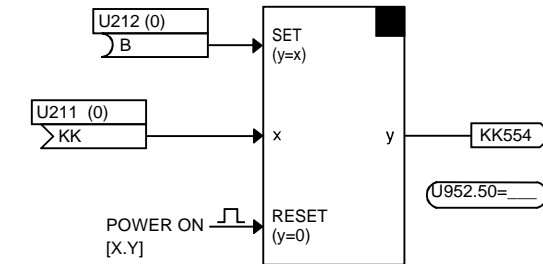 U212 (0)
B
SET
(y=x)
U211 (0)
KK
x
y
KK554
U952.50=___
POWER ON
[X.Y]
RESET
(y=0)